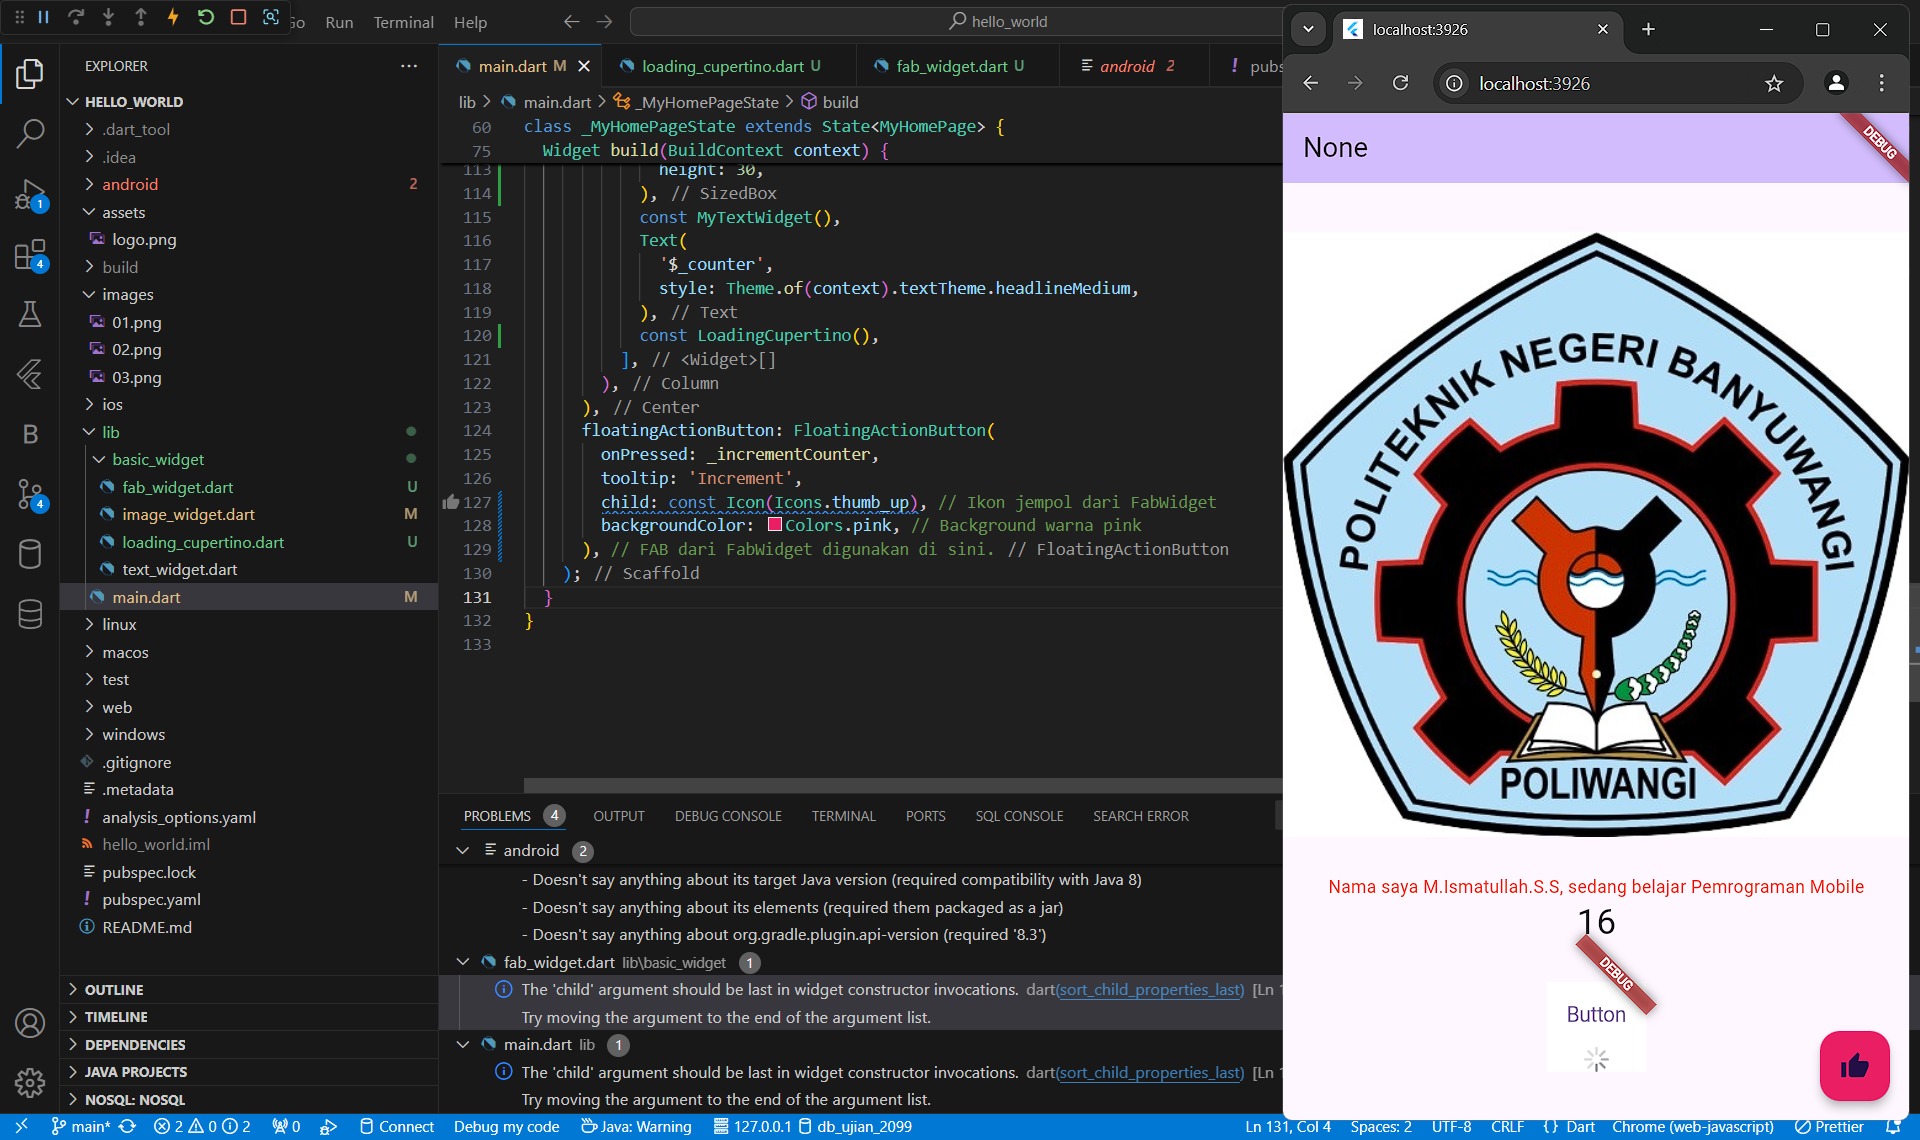 Go
Run
Terminal
Help
hello_world
EXPLORER
HELLO_WORLD
.dart_tool
.idea
android
2
assets
logo.png
build
images
01.png
02.png
03.png
ios
lib
basic_widget
fab_widget.dart
U
image_widget.dart
M
loading_cupertino.dart
U
text_widget.dart
main.dart
M
linux
macos
test
web
windows
.gitignore
.metadata
analysis_options.yaml
hello_world.iml
pubspec.lock
pubspec.yaml
README.md
OUTLINE
TIMELINE
DEPENDENCIES
JAVA PROJECTS
NOSQL: NOSQL
1
4
B
4
main.dart M
loading_cupertino.dart U
fab_widget.dart U
android 2
lib > main.dart > _MyHomePageState > build
60 class _MyHomePageState extends State<MyHomePage> {
75 Widget build(BuildContext context) {
113 height: 30,
114 ), // SizedBox
115 const MyTextWidget(),
116 Text(
117 '$_counter',
118 style: Theme.of(context).textTheme.headlineMedium,
119 ), // Text
120 const LoadingCupertino(),
121 ], // <Widget>[]
122 ), // Column
123 ), // Center
124 floatingActionButton: FloatingActionButton(
125 onPressed: _incrementCounter,
126 tooltip: 'Increment',
127 child: const Icon(Icons.thumb_up), // Ikon jempol dari FabWidget
128 backgroundColor: Colors.pink, // Background warna pink
129 ), // FAB dari FabWidget digunakan di sini. // FloatingActionButton
130 ); // Scaffold
131 }
132 }
133
PROBLEMS 4 OUTPUT DEBUG CONSOLE TERMINAL PORTS SQL CONSOLE SEARCH ERROR
android 2
- Doesn't say anything about its target Java version (required compatibility with Java 8)
- Doesn't say anything about its elements (required them packaged as a jar)
- Doesn't say anything about org.gradle.plugin.api-version (required '8.3')
fab_widget.dart lib\basic_widget 1
The 'child' argument should be last in widget constructor invocations. dart(sort_child_properties_last) [Ln
Try moving the argument to the end of the argument list.
main.dart lib 1
The 'child' argument should be last in widget constructor invocations. dart(sort_child_properties_last) [Ln
Try moving the argument to the end of the argument list.
localhost:3926
localhost:3926
None
DEBUG
POLITEKNIK NEGERI BANYUWANGI
POLIWANGI
Nama saya M.Ismatullah.S.S, sedang belajar Pemrograman Mobile
16
DEBUG
Button
main* 2 0 2 0 Connect Debug my code Java: Warning 127.0.0.1 db_ujian_2099 Ln 131, Col 4 Spaces: 2 UTF-8 CRLF {} Dart Chrome (web-javascript) Prettier